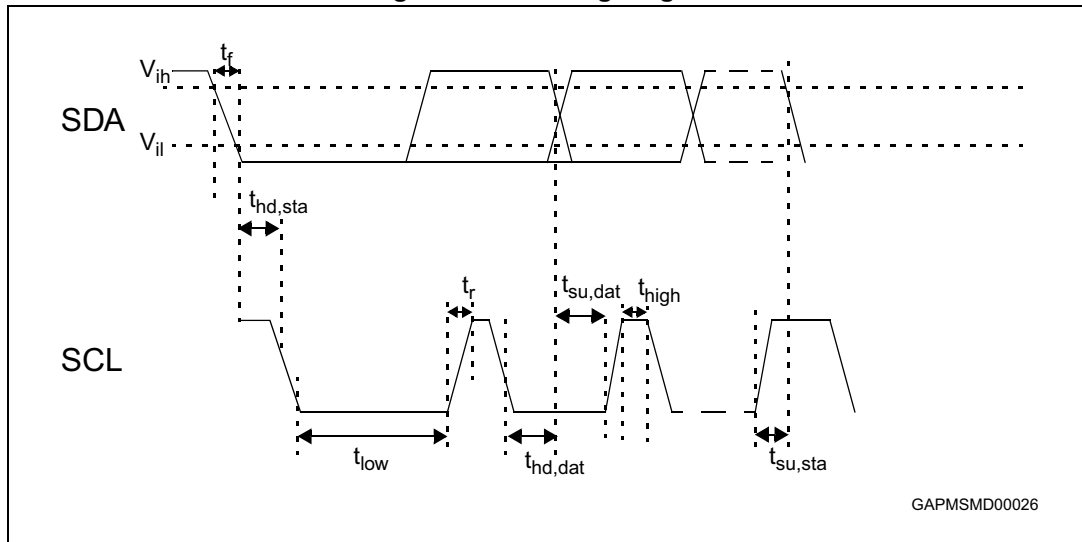 t_f
V_ih
SDA
V_il
t_hd,sta
t_r
t_su,dat
t_high
SCL
t_low
t_hd,dat
t_su,sta
GAPMSMD00026